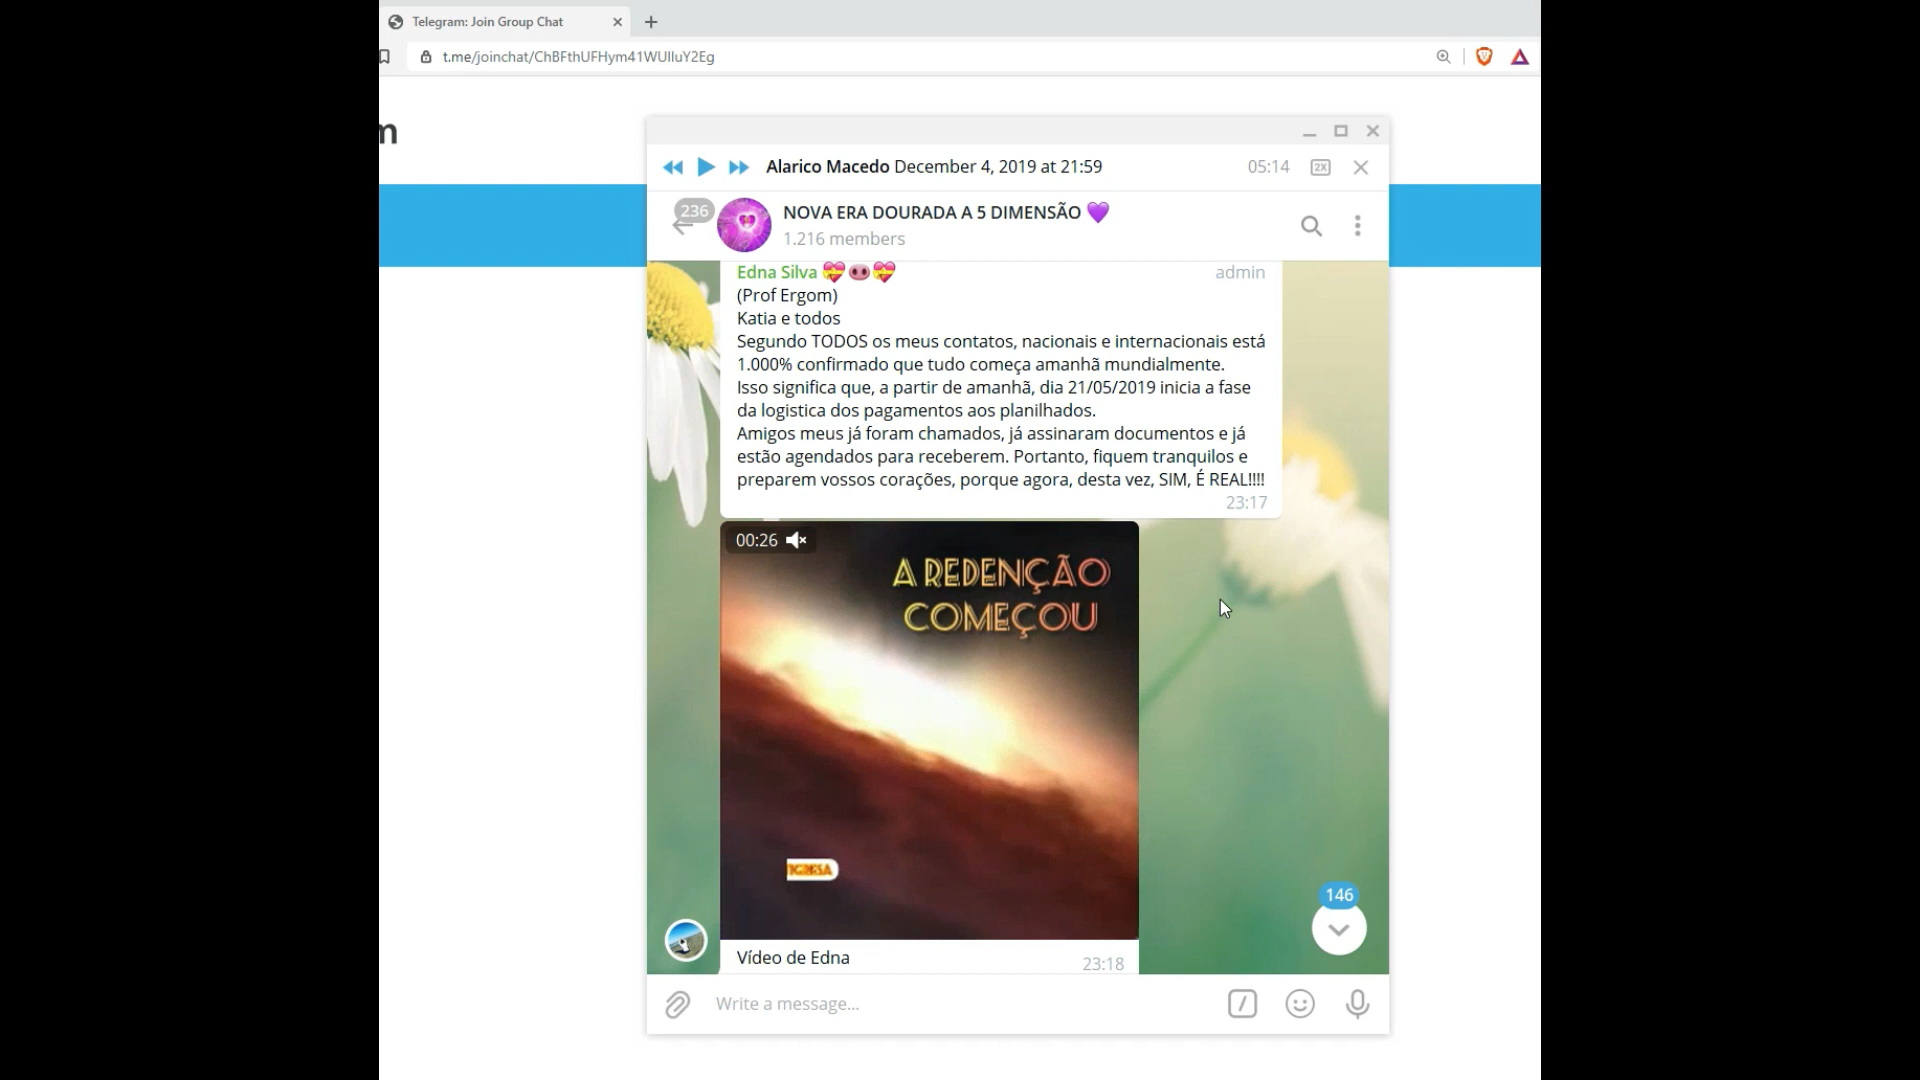 Telegram: Join Group Chat
t.me/joinchat/ChBFthUFHym41WUlluY2Eg
m
Alarico Macedo December 4, 2019 at 21:59
05:14
2X
236
NOVA ERA DOURADA A 5 DIMENSÃO 💜
1.216 members
Edna Silva 💝🐽💝
admin
(Prof Ergom)
Katia e todos
Segundo TODOS os meus contatos, nacionais e internacionais está
1.000% confirmado que tudo começa amanhã mundialmente.
Isso significa que, a partir de amanhã, dia 21/05/2019 inicia a fase
da logistica dos pagamentos aos planilhados.
Amigos meus já foram chamados, já assinaram documentos e já
estão agendados para receberem. Portanto, fiquem tranquilos e
preparem vossos corações, porque agora, desta vez, SIM, É REAL!!!!
23:17
00:26
A REDENÇÃO
COMEÇOU
146
Vídeo de Edna
23:18
Write a message...